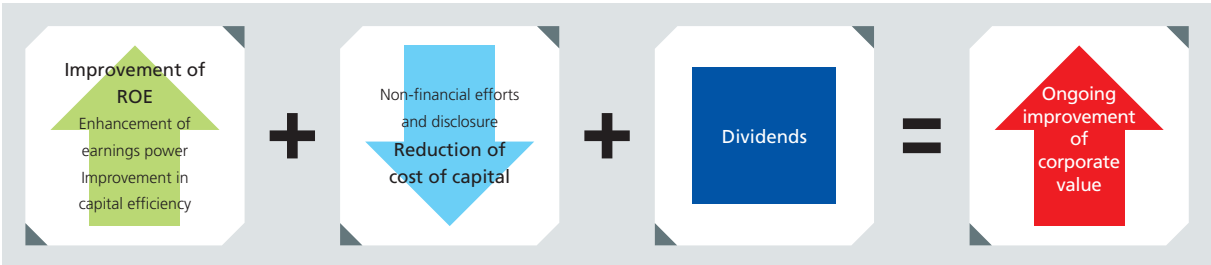 Improvement of
ROE
Enhancement of
earnings power
Improvement in
capital efficiency
+
Non-financial efforts
and disclosure
Reduction of
cost of capital
+
Dividends
=
Ongoing
improvement
of
corporate
value